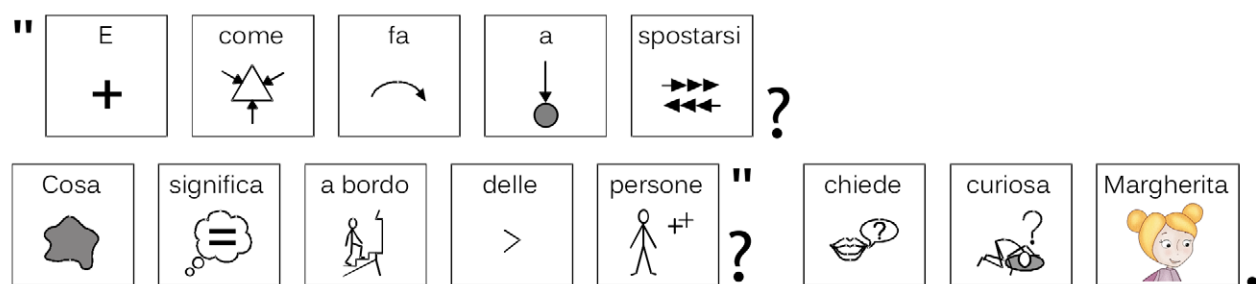 " E come fa a spostarsi ?
Cosa significa a bordo delle persone " ? chiede curiosa Margherita .